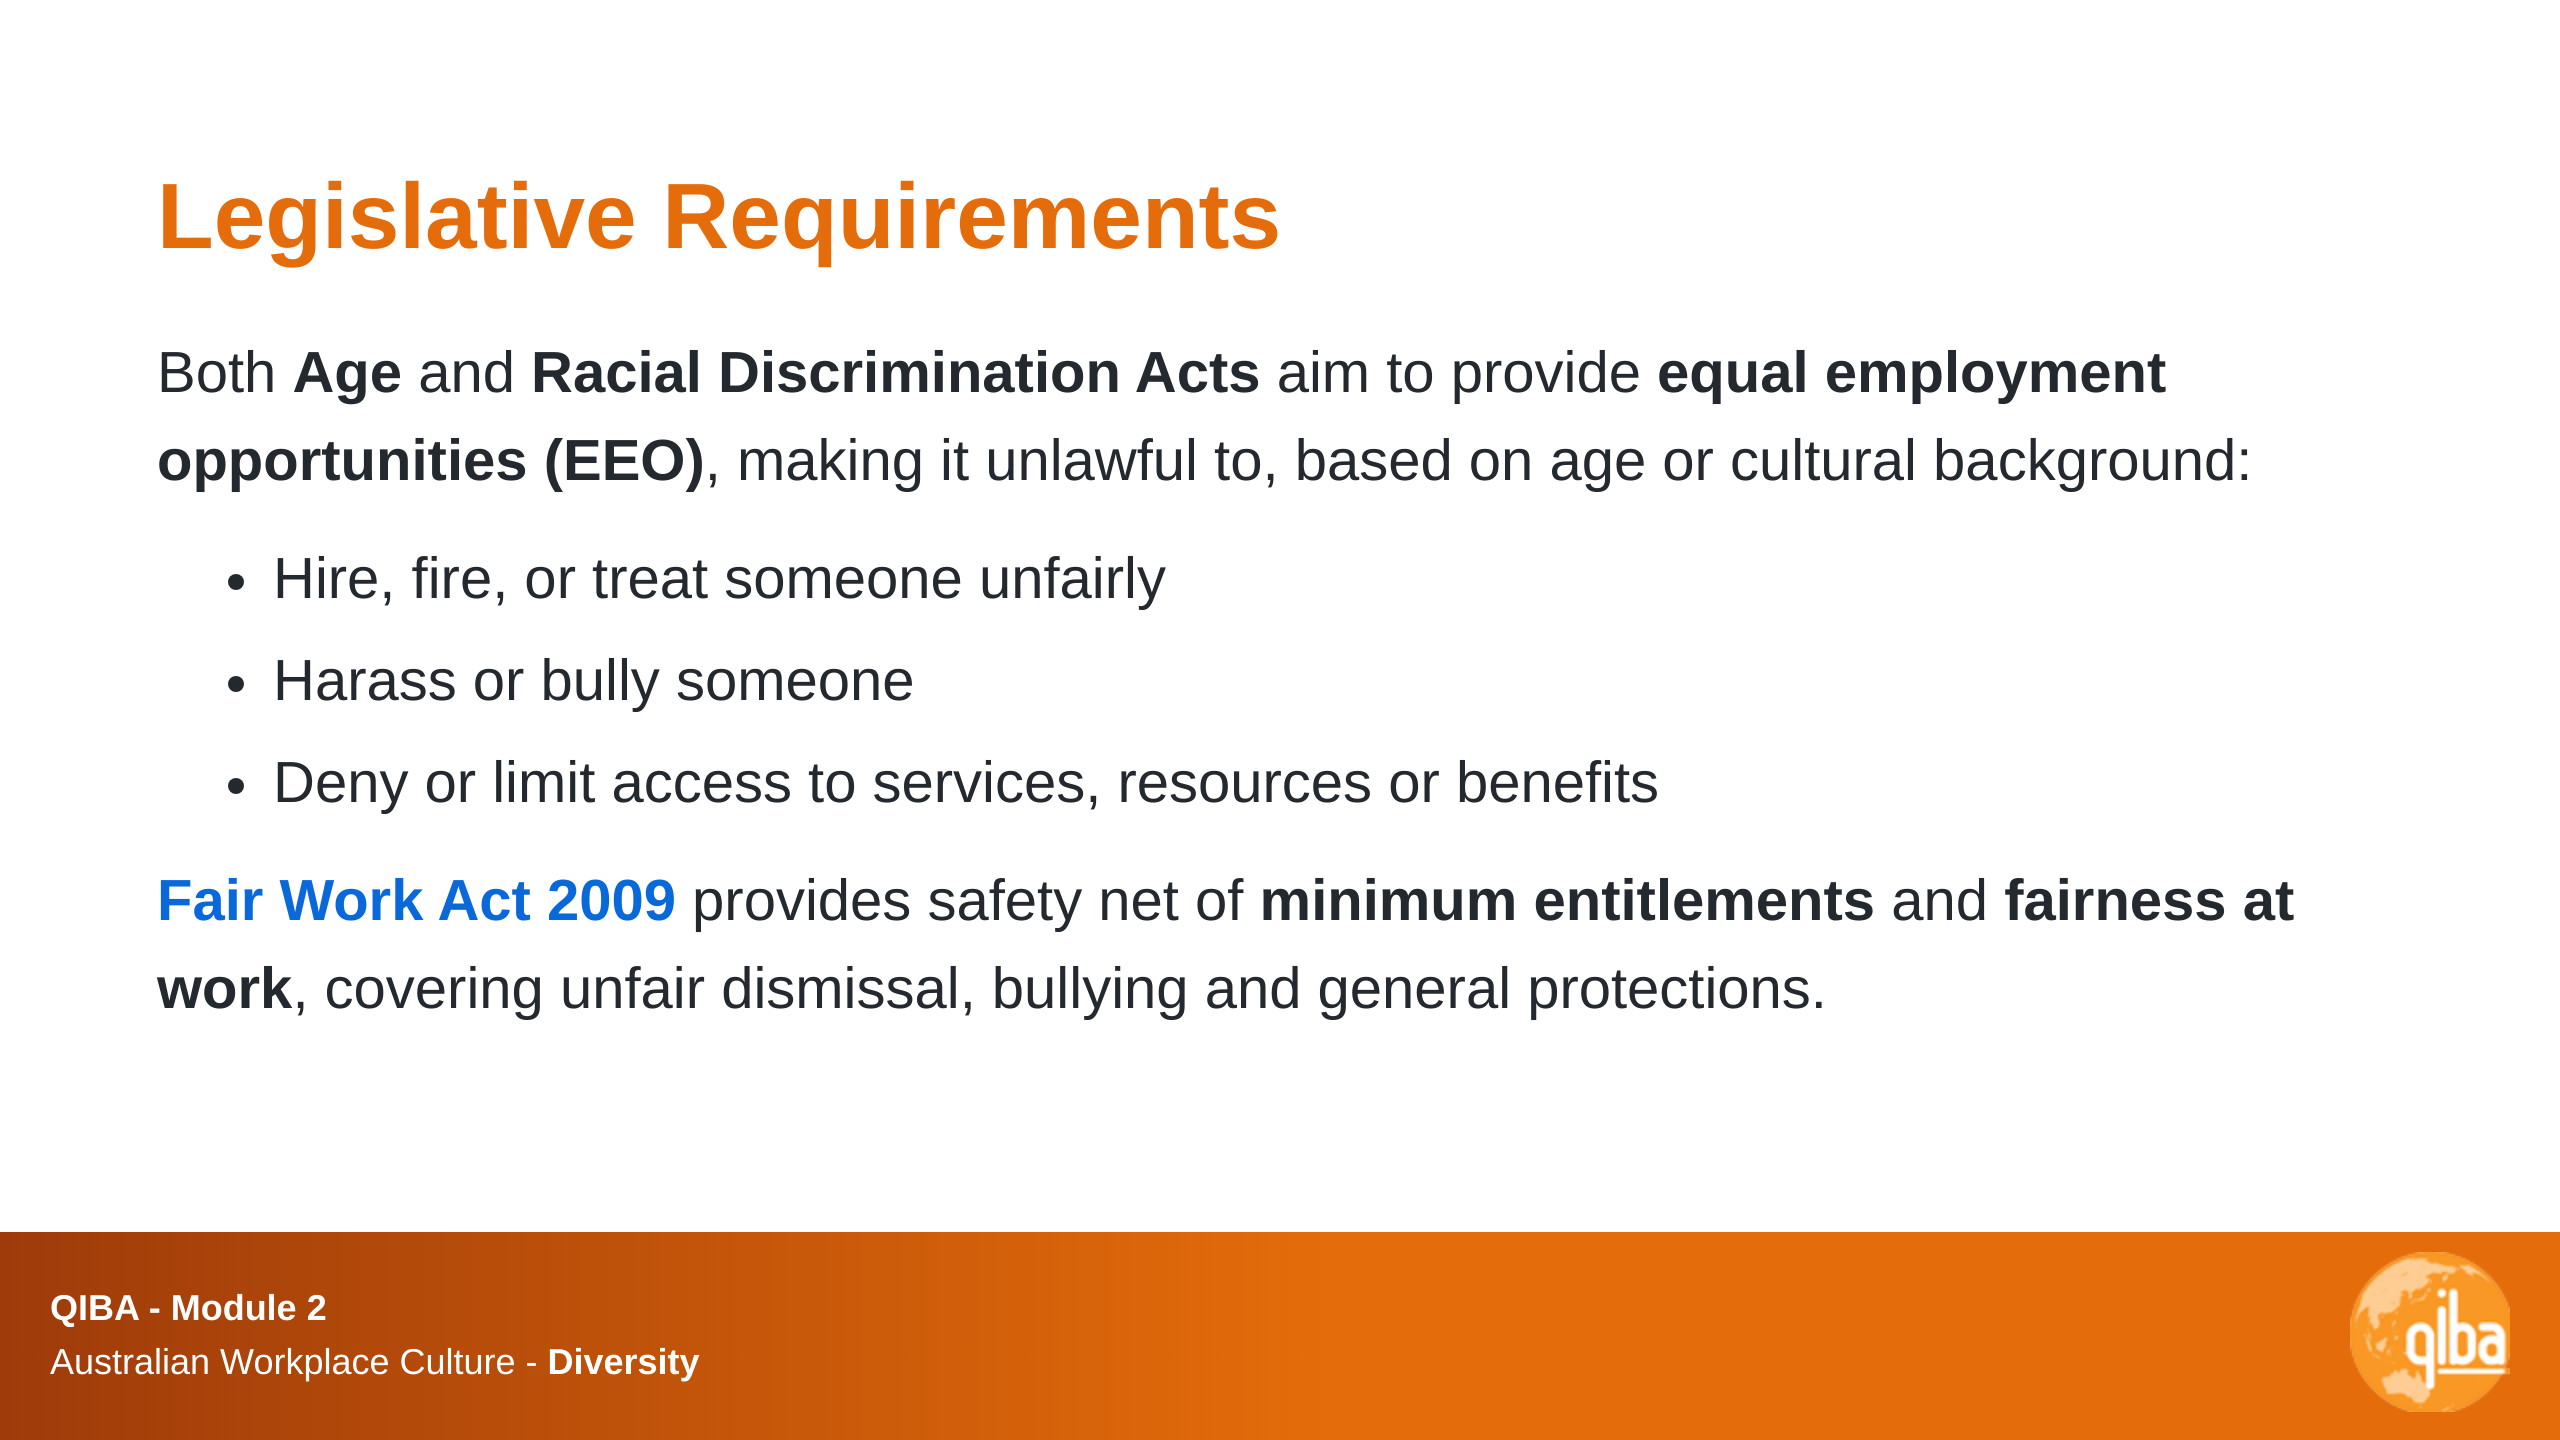 Legislative Requirements
Both Age and Racial Discrimination Acts aim to provide equal employment
opportunities (EEO), making it unlawful to, based on age or cultural background:
• Hire, fire, or treat someone unfairly
• Harass or bully someone
• Deny or limit access to services, resources or benefits
Fair Work Act 2009 provides safety net of minimum entitlements and fairness at
work, covering unfair dismissal, bullying and general protections.
QIBA - Module 2
Australian Workplace Culture - Diversity
qiba